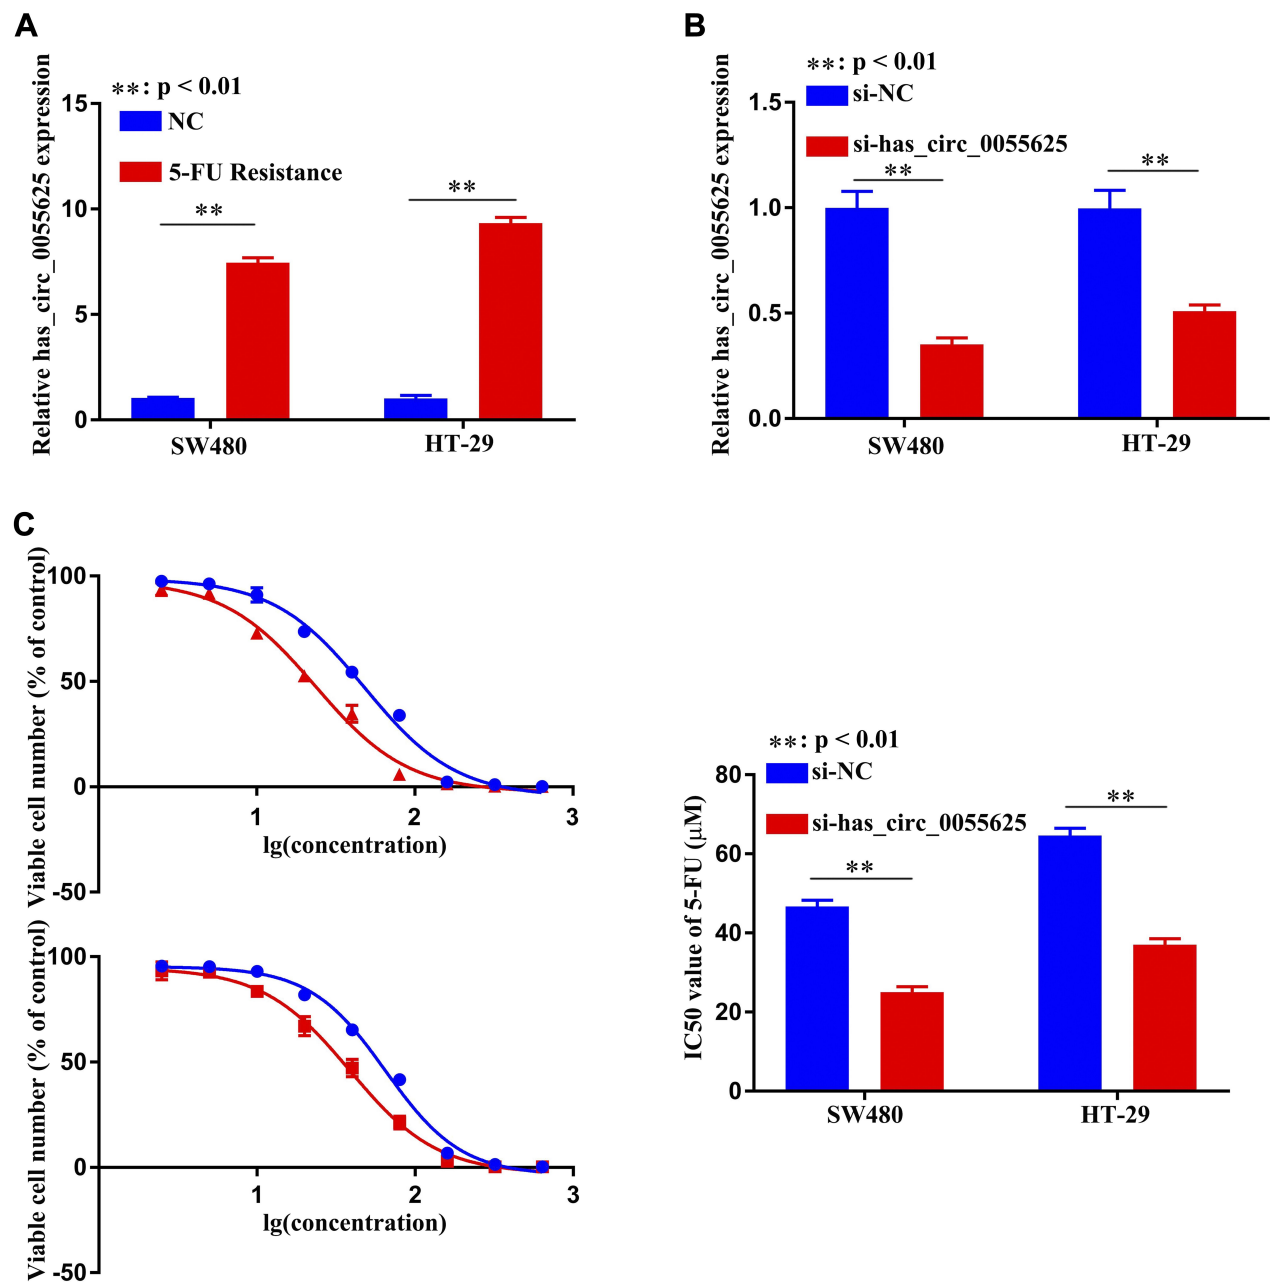 A
Relative has_circ_0055625 expression
**: p < 0.01
NC
5-FU Resistance
15
10
5
0
**
**
SW480
HT-29
B
Relative has_circ_0055625 expression
**: p < 0.01
si-NC
si-has_circ_0055625
1.5
1.0
0.5
0.0
**
**
SW480
HT-29
C
Viable cell number (% of control)
100
50
0
-50
1
2
3
lg(concentration)
Viable cell number (% of control)
100
50
0
-50
1
2
3
lg(concentration)
IC50 value of 5-FU (μM)
**: p < 0.01
si-NC
si-has_circ_0055625
80
60
40
20
0
**
**
SW480
HT-29